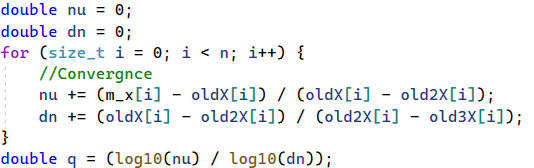 double nu = 0;
double dn = 0;
for (size_t i = 0; i < n; i++) {
//Convergnce
nu += (m_x[i] - oldX[i]) / (oldX[i] - old2X[i]);
dn += (oldX[i] - old2X[i]) / (old2X[i] - old3X[i]);
}
double q = (log10(nu) / log10(dn));